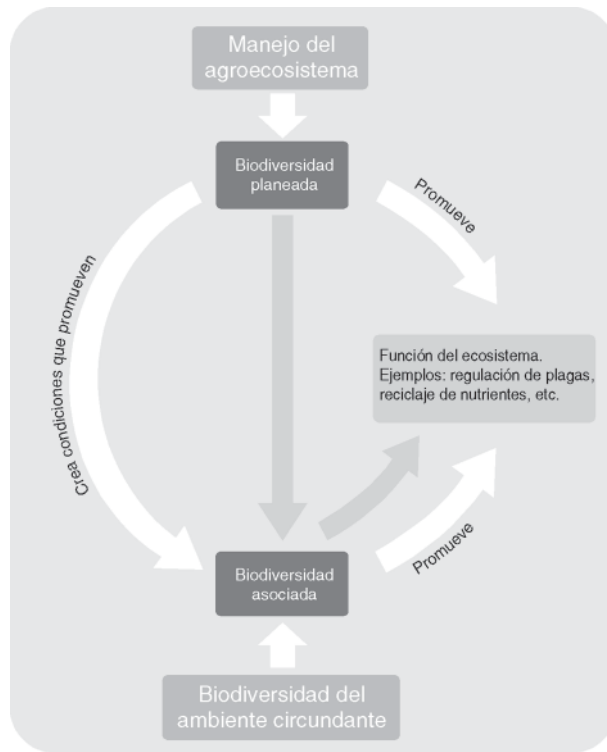 Manejo del
agroecosistema
Biodiversidad
planeada
Promueve
Crea condiciones que promueven
Función del ecosistema.
Ejemplos: regulación de plagas,
reciclaje de nutrientes, etc.
Promueve
Biodiversidad
asociada
Biodiversidad del
ambiente circundante